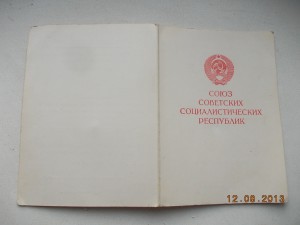 СОЮЗ
СОВЕТСКИХ
СОЦИАЛИСТИЧЕСКИХ
РЕСПУБЛИК
12.08.2013